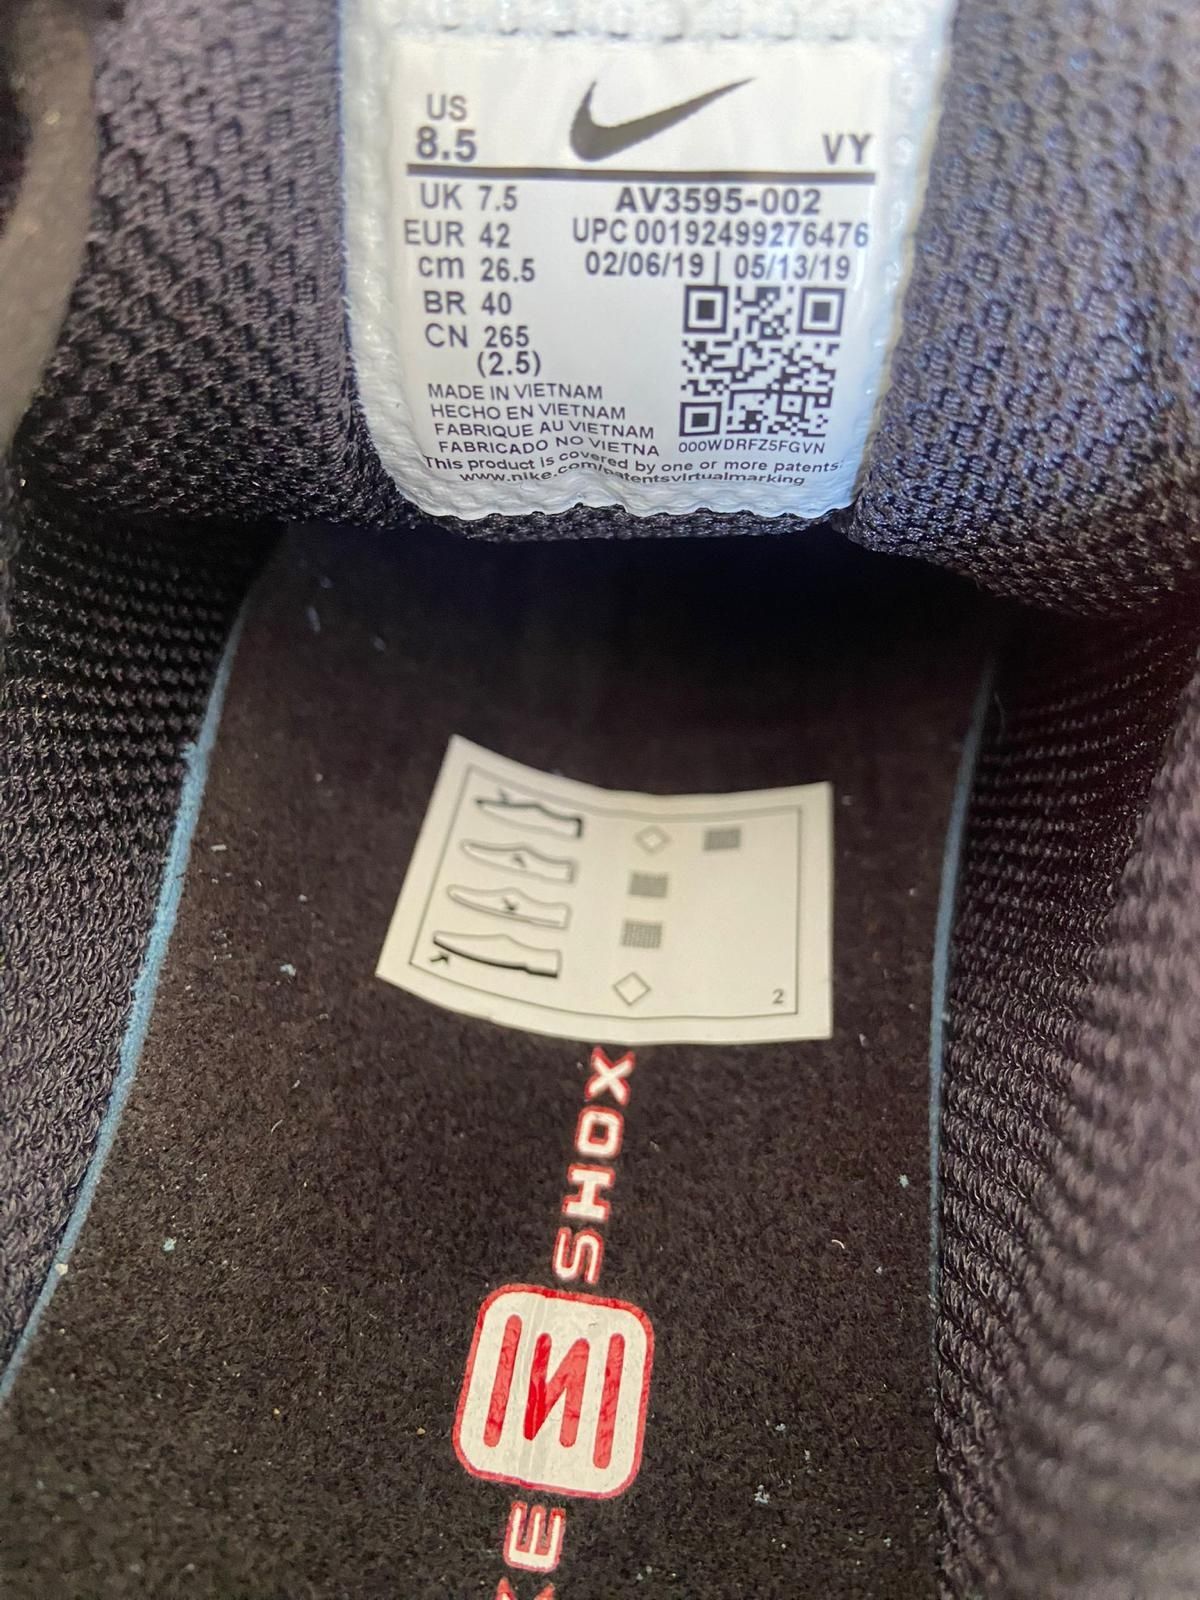 US
8.5
VY
UK 7.5
AV3595-002
EUR 42
UPC 00192499276476
cm 26.5
02/06/19 | 05/13/19
BR 40
CN 265
(2.5)
MADE IN VIETNAM
HECHO EN VIETNAM
FABRIQUE AU VIETNAM
FABRICADO NO VIETNA
000WDRFZ5FGVN
This product is covered by one or more patents:
www.nike.com/patentsvirtualmarking
2
SHOX
N
KE